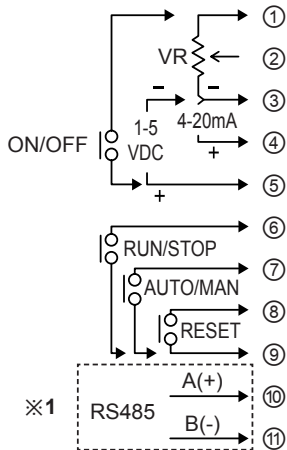 ①
VR ②
− − ③
1-5 4-20mA
ON/OFF VDC + ④
+ ⑤
⑥
RUN/STOP
⑦
AUTO/MAN
⑧
RESET
⑨
A(+) ⑩
※1 RS485
B(-) ⑪